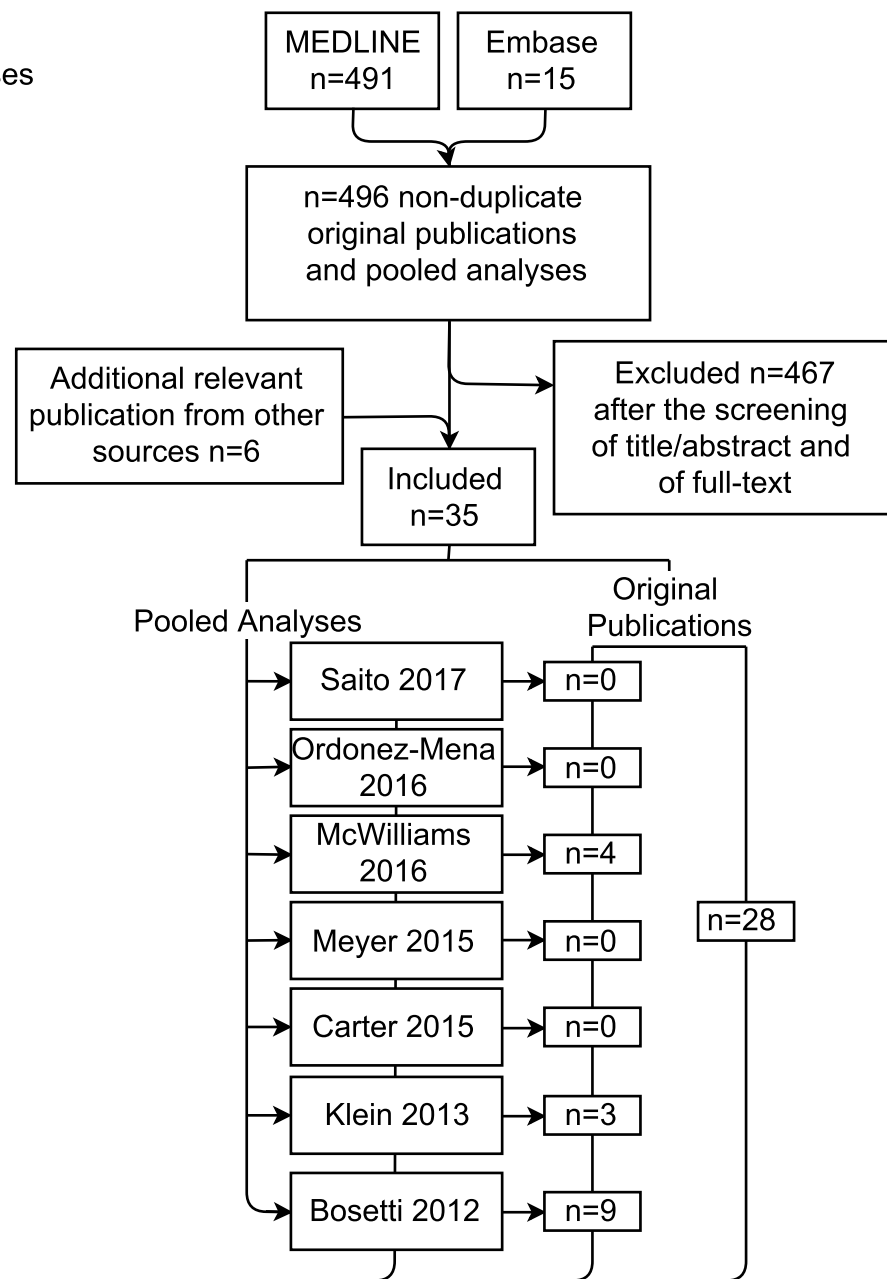 MEDLINE
n=491
Embase
n=15
n=496 non-duplicate
original publications
and pooled analyses
Additional relevant
publication from other
sources n=6
Excluded n=467
after the screening
of title/abstract and
of full-text
Included
n=35
Pooled Analyses
Original
Publications
Saito 2017
n=0
Ordonez-Mena
2016
n=0
McWilliams
2016
n=4
Meyer 2015
n=0
n=28
Carter 2015
n=0
Klein 2013
n=3
Bosetti 2012
n=9